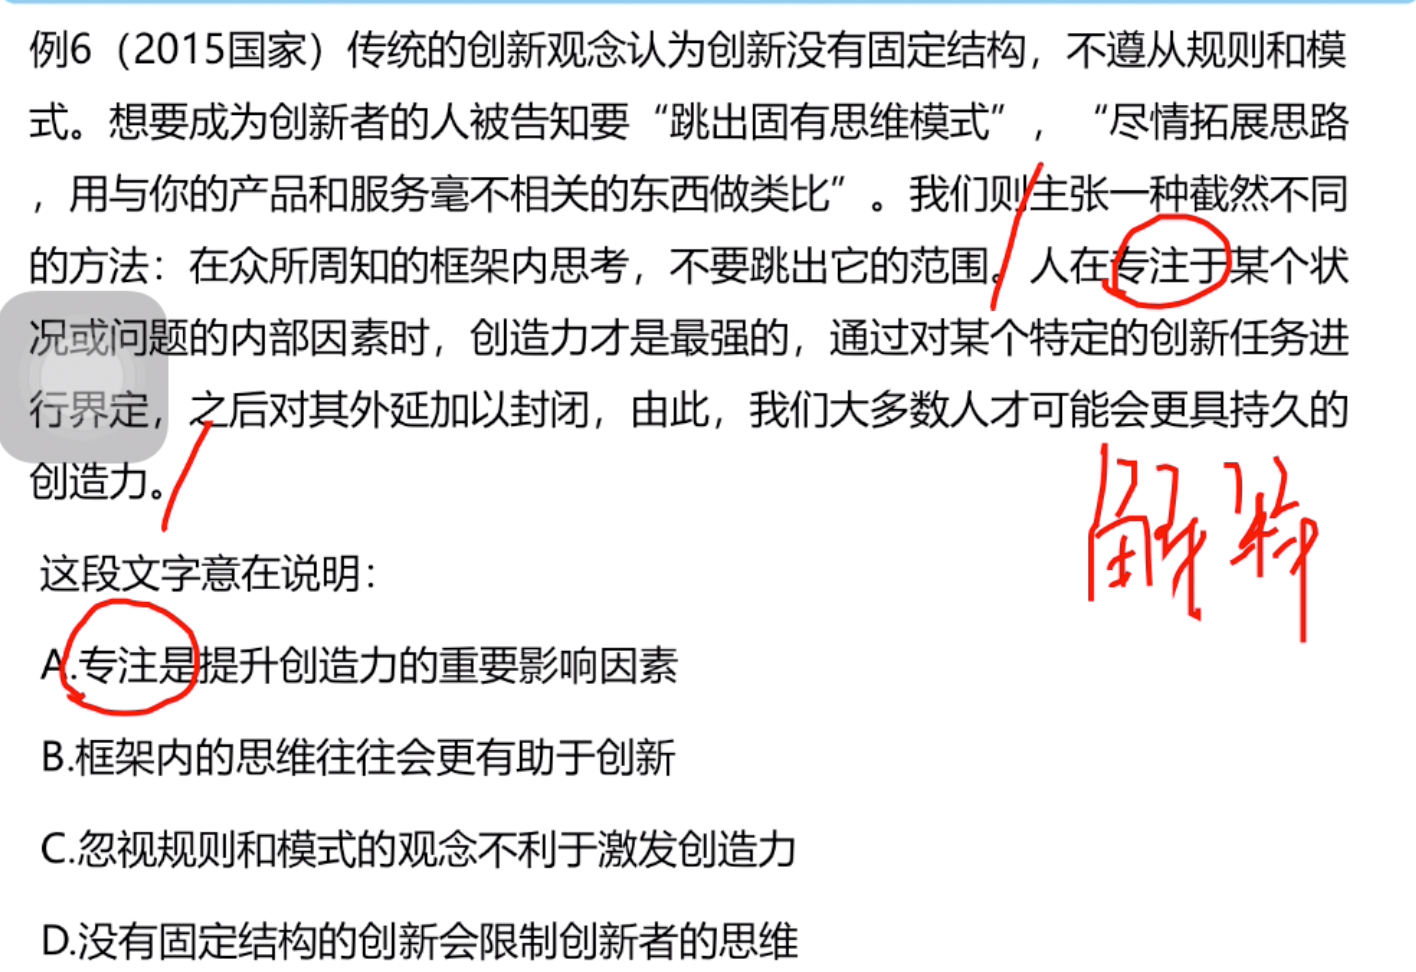 例6（2015国家）传统的创新观念认为创新没有固定结构，不遵从规则和模
式。想要成为创新者的人被告知要“跳出固有思维模式”，“尽情拓展思路
，用与你的产品和服务毫不相关的东西做类比”。我们则主张一种截然不同
的方法：在众所周知的框架内思考，不要跳出它的范围。人在专注于某个状
况或问题的内部因素时，创造力才是最强的，通过对某个特定的创新任务进
行界定，之后对其外延加以封闭，由此，我们大多数人才可能会更具持久的
创造力。
解释
这段文字意在说明：
A.专注是提升创造力的重要影响因素
B.框架内的思维往往会更有助于创新
C.忽视规则和模式的观念不利于激发创造力
D.没有固定结构的创新会限制创新者的思维